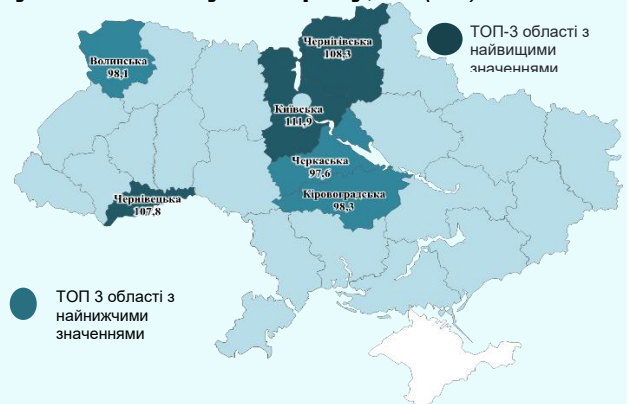 Чернігівська
108,3
ТОП-3 області з
найвищими
значеннями
Волинська
98,1
Київська
111,9
Черкаська
97,6
Кіровоградська
98,3
Чернівецька
107,8
ТОП 3 області з
найнижчими
значеннями